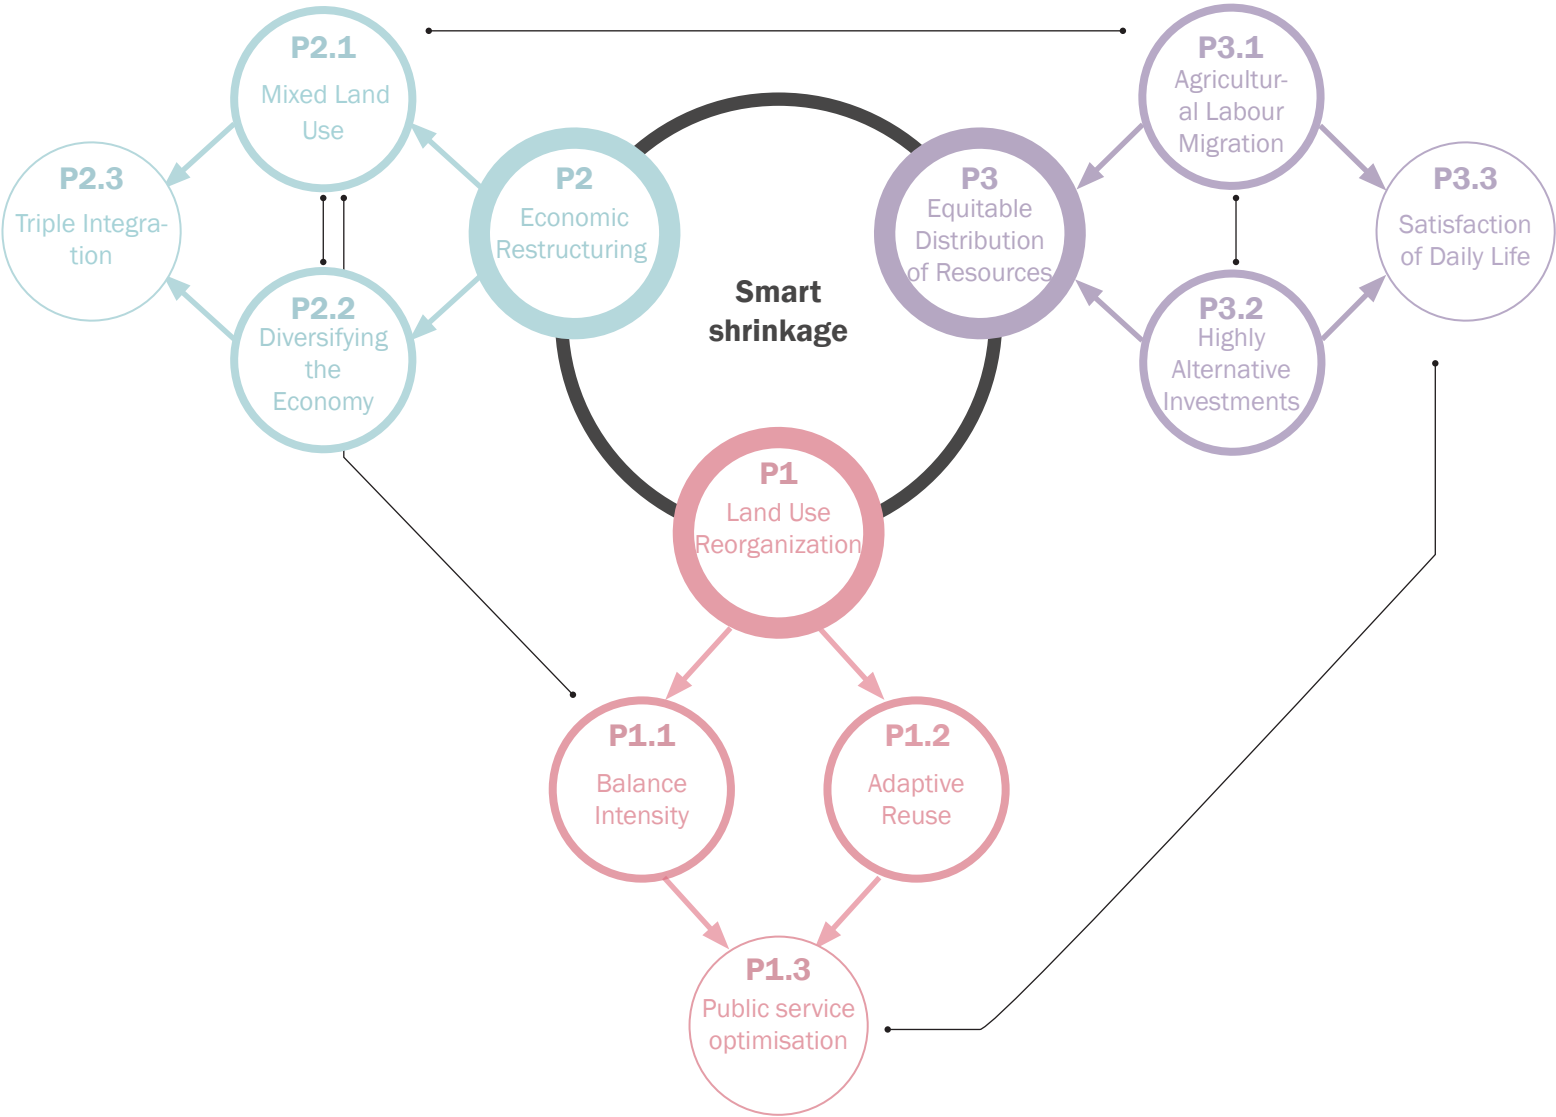 P2.1
Mixed Land
Use
P2.3
Triple Integra-
tion
P2.2
Diversifying
the
Economy
P2
Economic
Restructuring
Smart
shrinkage
P3
Equitable
Distribution
of Resources
P3.1
Agricultur-
al Labour
Migration
P3.2
Highly
Alternative
Investments
P3.3
Satisfaction
of Daily Life
P1
Land Use
Reorganization
P1.1
Balance
Intensity
P1.2
Adaptive
Reuse
P1.3
Public service
optimisation